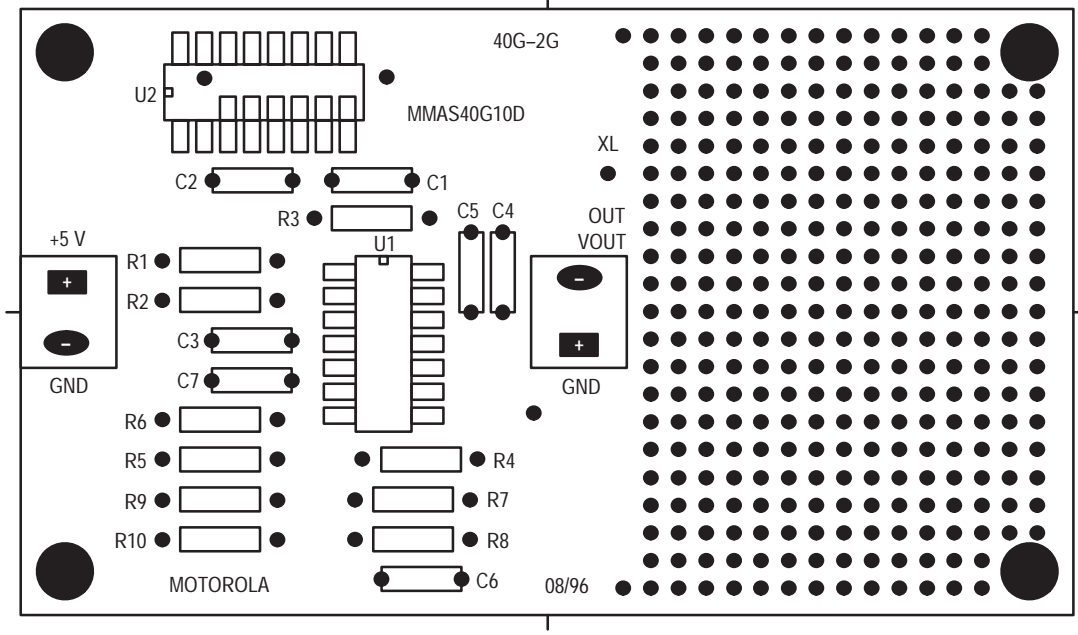 40G–2G
U2
MMAS40G10D
XL
C2
C1
R3
C5
C4
OUT
VOUT
+5 V
U1
R1
+
–
R2
C3
–
+
C7
GND
GND
R6
R5
R4
R9
R7
R10
R8
MOTOROLA
C6
08/96